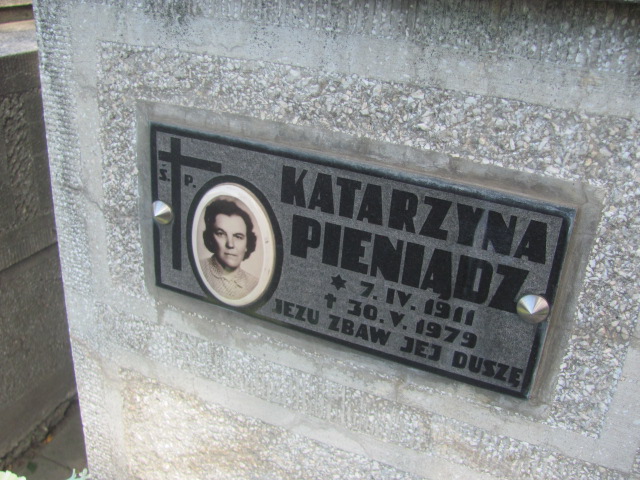 Ś. P.
KATARZYNA
PIENIĄDZ
* 7. IV. 1911
† 30. V. 1979
JEZU ZBAW JEJ DUSZĘ